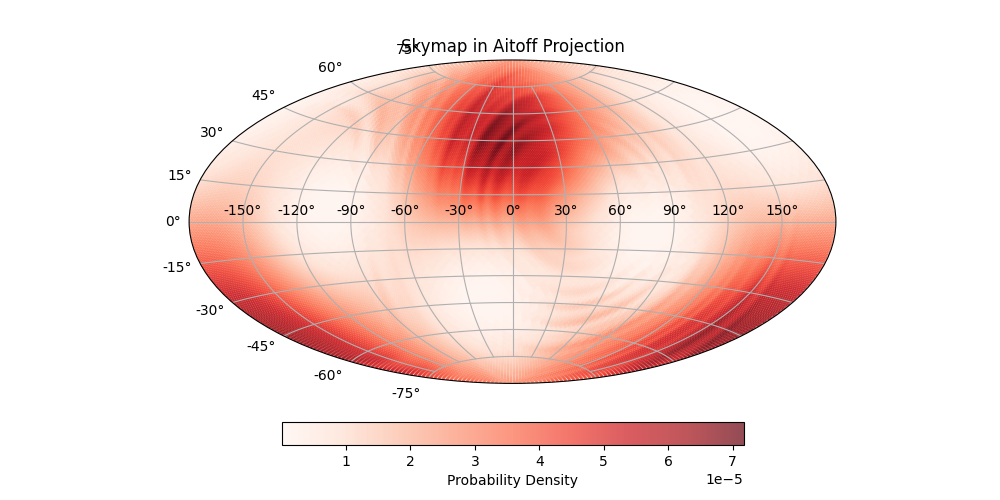 Skymap in Aitoff Projection
75°
60°
45°
30°
15°
-150° -120° -90° -60° -30° 0° 30° 60° 90° 120° 150°
0°
-15°
-30°
-45°
-60°
-75°
1 2 3 4 5 6 7
1e−5
Probability Density